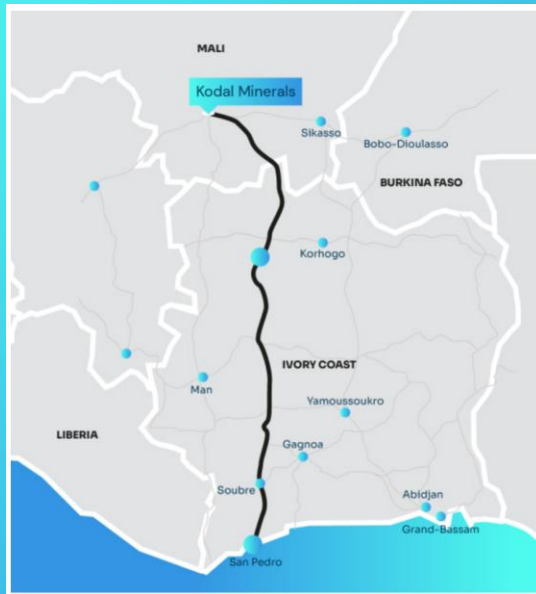 MALI
Kodal Minerals
Sikasso
Bobo-Dioulasso
BURKINA FASO
Korhogo
IVORY COAST
Man
Yamoussoukro
LIBERIA
Gagnoa
Soubre
Abidjan
Grand-Bassam
San Pedro